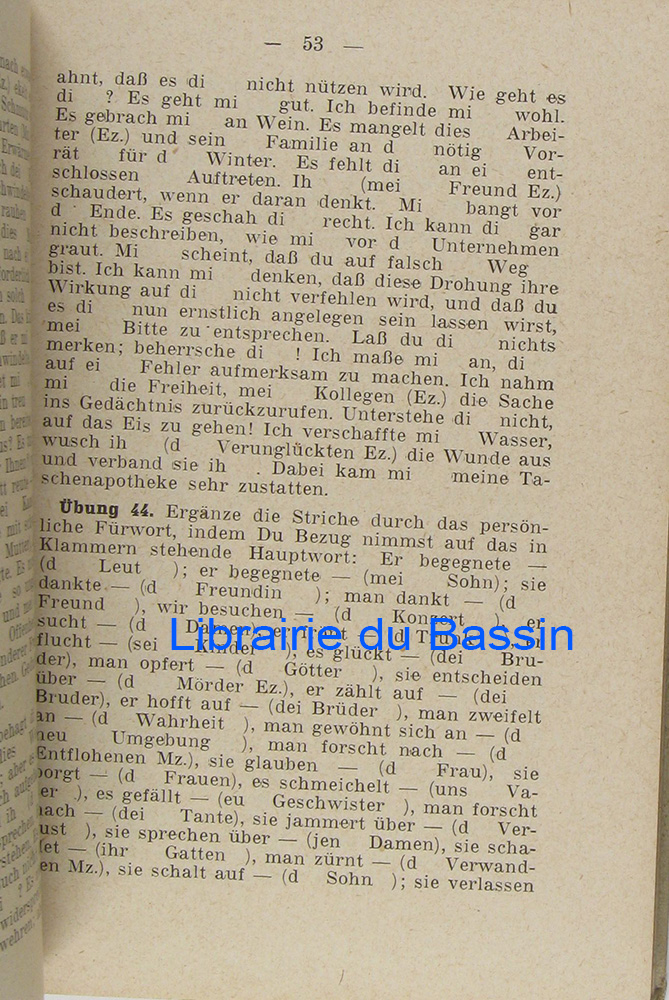 — 53 —
ahnt, daß es di nicht nützen wird. Wie geht es
di ? Es geht mi gut. Ich befinde mi wohl.
Es gebrach mi an Wein. Es mangelt dies Arbei-
ter (Ez.) und sein Familie an d nötig Vor-
rät für d Winter. Es fehlt di an ei ent-
schlossen Auftreten. Ih (mei Freund Ez.)
schaudert, wenn er daran denkt. Mi bangt vor
d Ende. Es geschah di recht. Ich kann di gar
nicht beschreiben, wie mi vor d Unternehmen
graut. Mi scheint, daß du auf falsch Weg
bist. Ich kann mi denken, daß diese Drohung ihre
Wirkung auf di nicht verfehlen wird, und daß du
es di nun ernstlich angelegen sein lassen wirst,
mei Bitte zu entsprechen. Laß du di nichts
merken; beherrsche di ! Ich maße mi an, di
auf ei Fehler aufmerksam zu machen. Ich nahm
mi die Freiheit, mei Kollegen (Ez.) die Sache
ins Gedächtnis zurückzurufen. Unterstehe di nicht,
auf das Eis zu gehen! Ich verschaffte mi Wasser,
wusch ih (d Verunglückten Ez.) die Wunde aus
und verband sie ih . Dabei kam mi meine Ta-
schenapotheke sehr zustatten.
Übung 44. Ergänze die Striche durch das persön-
liche Fürwort, indem Du Bezug nimmst auf das in
Klammern stehende Hauptwort: Er begegnete —
(d Leut ); er begegnete — (mei Sohn); sie
dankte — (d Freundin ); man dankt — (d
Freund ), wir besuchen — (d Konzert ), er
sucht — (d Damen), er
flucht — (sei Kinder ), es glückt — (dei Bru-
der), man opfert — (d Götter ), sie entscheiden
über — (d Mörder Ez.), er zählt auf — (dei
Bruder), er hofft auf — (dei Brüder ), man zweifelt
an — (d Wahrheit ), man gewöhnt sich an — (d
neu Umgebung ), man forscht nach — (d
Entflohenen Mz.), sie glauben — (d Frau), sie
borgt — (d Frauen), es schmeichelt — (uns Va-
er ), es gefällt — (eu Geschwister ), man forscht
nach — (dei Tante), sie jammert über — (d Ver-
ust ), sie sprechen über — (jen Damen), sie scha-
et — (ihr Gatten ), man zürnt — (d Verwand-
en Mz.), sie schalt auf — (d Sohn ); sie verlassen
Librairie du Bassin